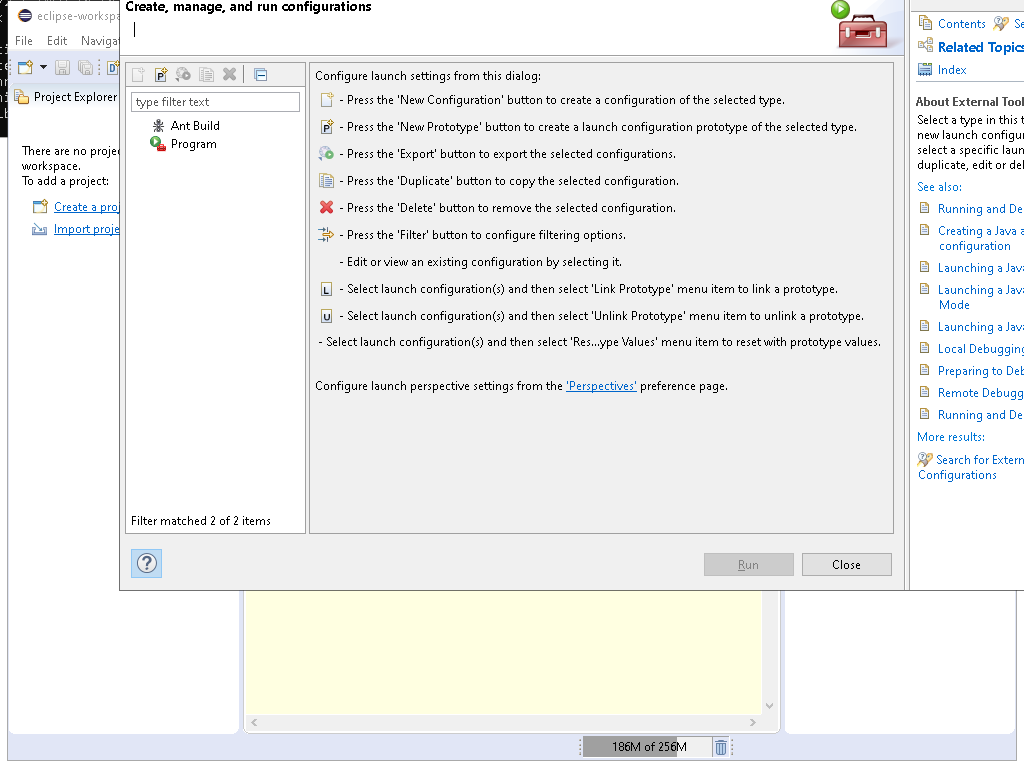 eclipse-workspa
File Edit Naviga
Project Explorer
There are no proje
workspace.
To add a project:
Create a proj
Import proje
Create, manage, and run configurations
type filter text
Ant Build
Program
Filter matched 2 of 2 items
Configure launch settings from this dialog:
- Press the 'New Configuration' button to create a configuration of the selected type.
- Press the 'New Prototype' button to create a launch configuration prototype of the selected type.
- Press the 'Export' button to export the selected configurations.
- Press the 'Duplicate' button to copy the selected configuration.
- Press the 'Delete' button to remove the selected configuration.
- Press the 'Filter' button to configure filtering options.
- Edit or view an existing configuration by selecting it.
- Select launch configuration(s) and then select 'Link Prototype' menu item to link a prototype.
- Select launch configuration(s) and then select 'Unlink Prototype' menu item to unlink a prototype.
- Select launch configuration(s) and then select 'Res...ype Values' menu item to reset with prototype values.
Configure launch perspective settings from the 'Perspectives' preference page.
Run Close
Contents Se
Related Topics
Index
About External Tool
Select a type in this t
new launch configur
select a specific laun
duplicate, edit or del
See also:
Running and De
Creating a Java a
configuration
Launching a Java
Launching a Java
Mode
Launching a Java
Local Debugging
Preparing to Deb
Remote Debugg
Running and De
More results:
Search for Extern
Configurations
186M of 256M